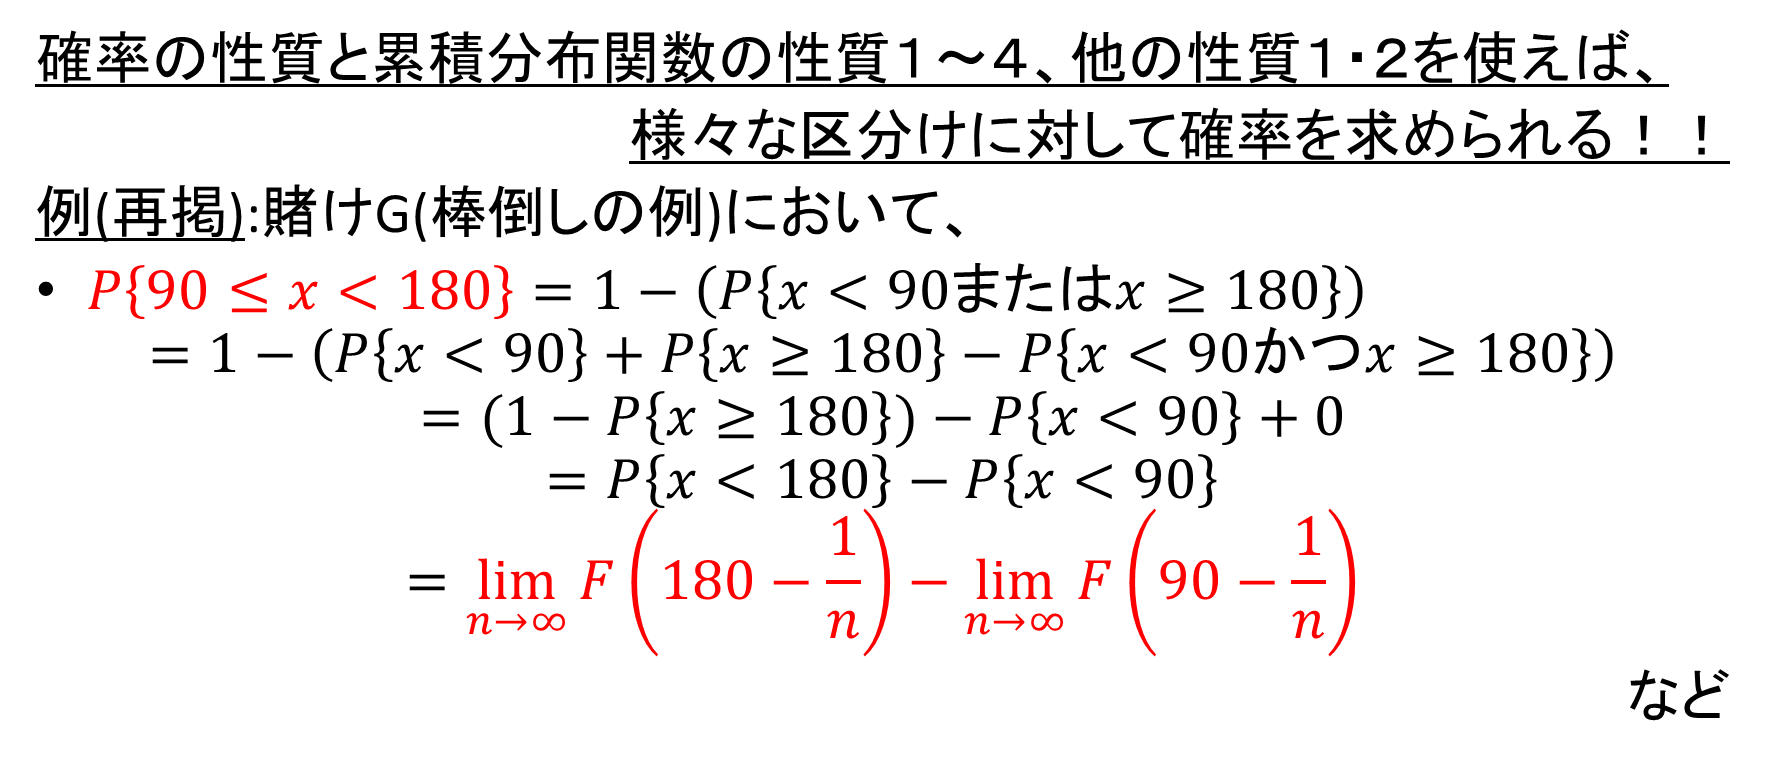 確率の性質と累積分布関数の性質１～４、他の性質１・２を使えば、
様々な区分けに対して確率を求められる！！
例(再掲):賭けG(棒倒しの例)において、
• P{90 ≤ x < 180} = 1 − (P{x < 90またはx ≥ 180})
= 1 − (P{x < 90} + P{x ≥ 180} − P{x < 90かつx ≥ 180})
= (1 − P{x ≥ 180}) − P{x < 90} + 0
= P{x < 180} − P{x < 90}
= lim_{n→∞} F(180 − 1/n) − lim_{n→∞} F(90 − 1/n)
など